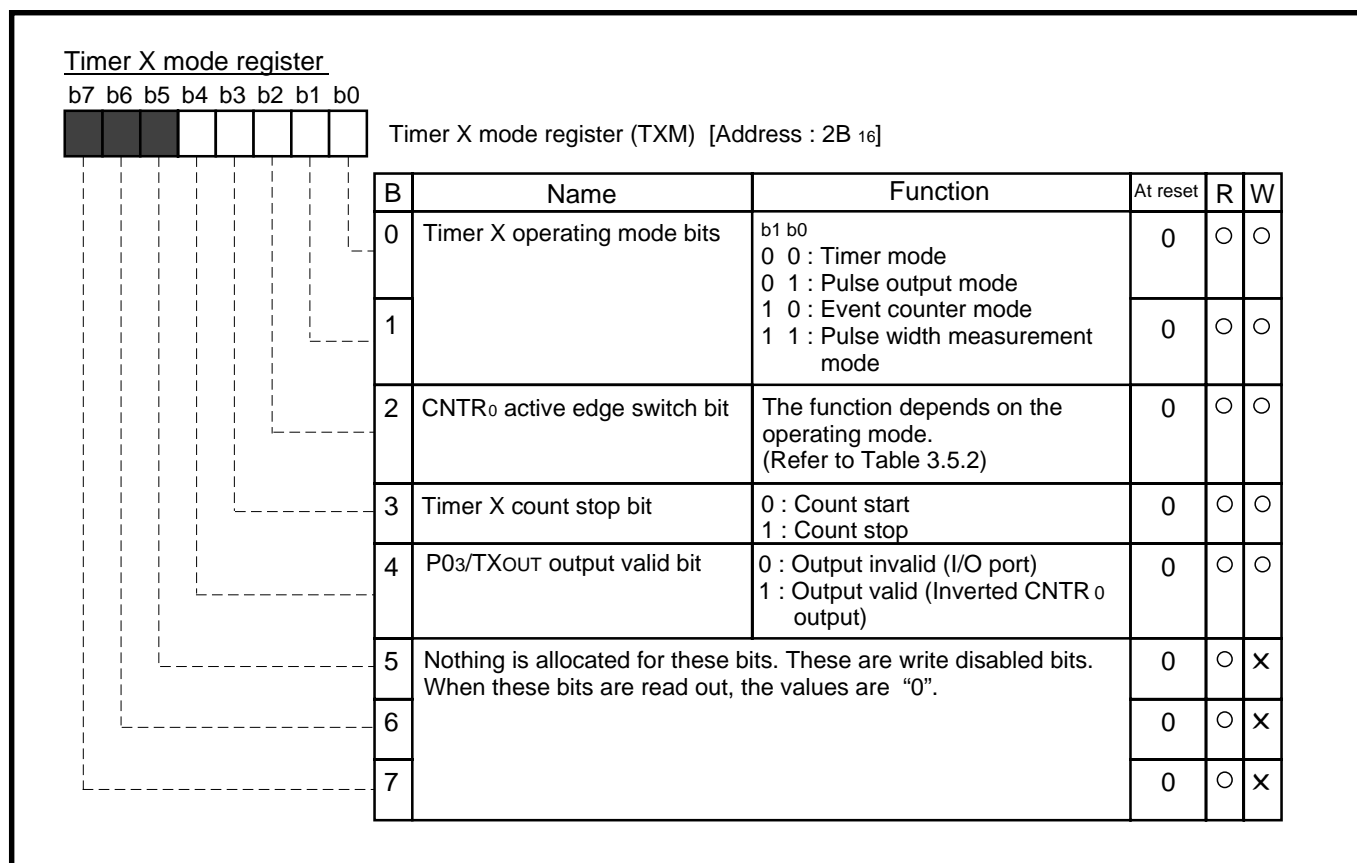 Timer X mode register
b7 b6 b5 b4 b3 b2 b1 b0
Timer X mode register (TXM) [Address : 2B 16]
B Name Function At reset R W
0 Timer X operating mode bits b1 b0 0 ○ ○
0 0 : Timer mode
0 1 : Pulse output mode
1 0 : Event counter mode
1 1 1 : Pulse width measurement 0 ○ ○
mode
2 CNTR0 active edge switch bit The function depends on the 0 ○ ○
operating mode.
(Refer to Table 3.5.2)
3 Timer X count stop bit 0 : Count start 0 ○ ○
1 : Count stop
4 P03/TXOUT output valid bit 0 : Output invalid (I/O port) 0 ○ ○
1 : Output valid (Inverted CNTR 0
output)
5 Nothing is allocated for these bits. These are write disabled bits. 0 ○ ×
When these bits are read out, the values are “0”.
6 0 ○ ×
7 0 ○ ×